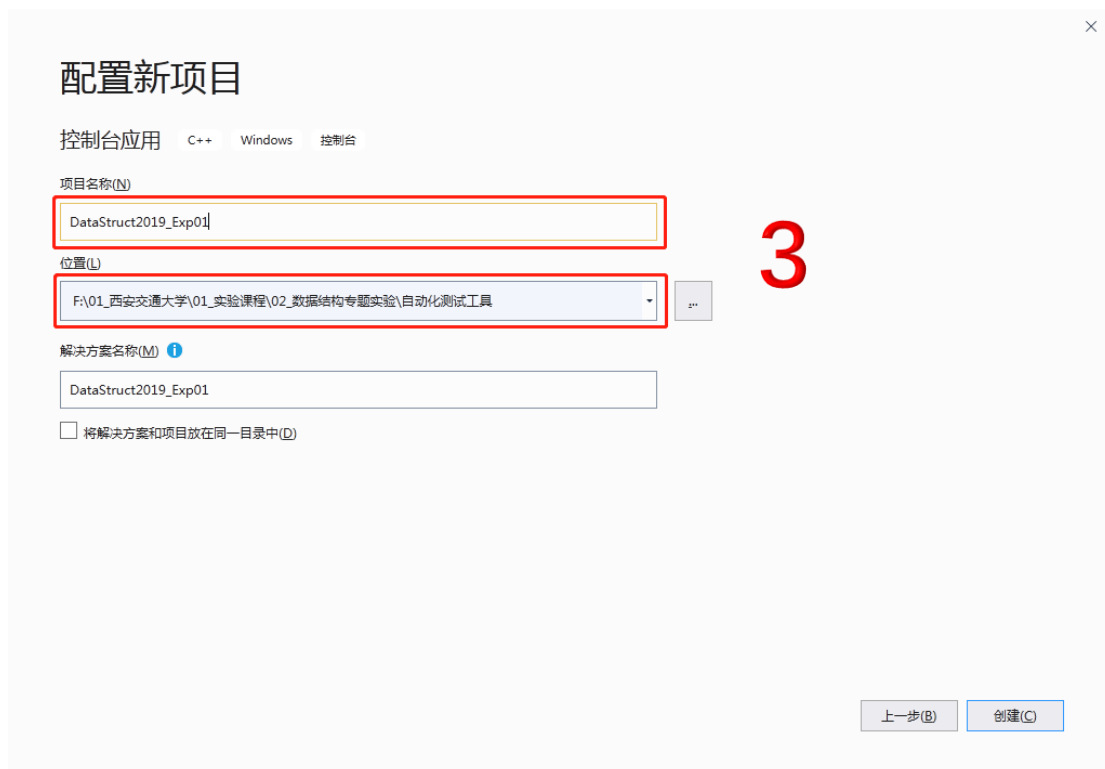 配置新项目
控制台应用 C++ Windows 控制台
项目名称(N)
DataStruct2019_Exp01
位置(L)
F:\01_西安交通大学\01_实验课程\02_数据结构专题实验\自动化测试工具
...
3
解决方案名称(M)
DataStruct2019_Exp01
将解决方案和项目放在同一目录中(D)
上一步(B) 创建(C)